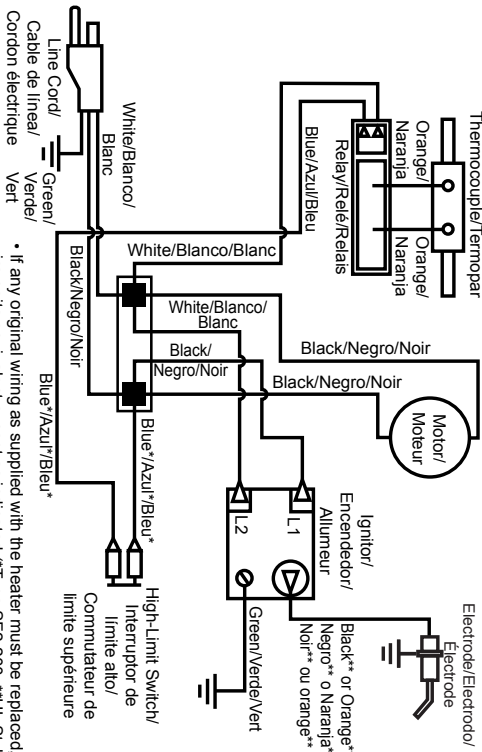 Thermocouple/Termopar
Orange/
Naranja
Orange/
Naranja
Relay/Relé/Relais
Blue/Azul/Bleu
White/Blanco/
Blanc
Line Cord/
Cable de línea/
Cordon électrique
Green/
Verde/
Vert
White/Blanco/Blanc
White/Blanco/
Blanc
Black/Negro/Noir
Black/
Negro/Noir
Black/Negro/Noir
Black/Negro/Noir
Motor/
Moteur
Blue*/Azul*/Bleu*
Blue*/Azul*/Bleu*
Ignitor/
Encendedor/
Allumeur
L1
L2
Green/Verde/Vert
Electrode/Electrodo/
Électrode
Black** or Orange*
Negro** o Naranja*
Noir** ou orange**
High-Limit Switch/
Interruptor de
límite alto/
Commutateur de
limite supérieure
• If any original wiring as supplied with the heater must be replaced,